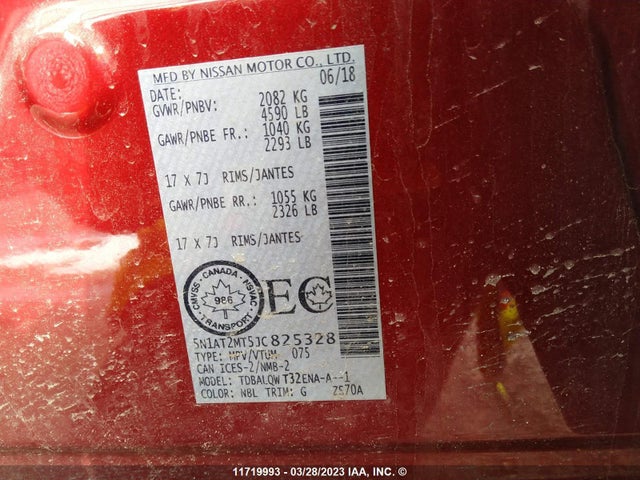 MFD BY NISSAN MOTOR CO., LTD.
DATE: 06/18
GVWR/PNBV: 2082 KG
4590 LB
GAWR/PNBE FR.: 1040 KG
2293 LB
17 X 7J RIMS/JANTES
GAWR/PNBE RR.: 1055 KG
2326 LB
17 X 7J RIMS/JANTES
CMVSS · CANADA · NSVAC
986
TRANSPORT
EC
5N1AT2MT5JC825328
TYPE: MPV/VTUM 075
CAN ICES-2/NMB-2
MODEL: TDBALQW T32ENA-A--1
COLOR: NBL TRIM: G
11719993 - 03/28/2023 IAA, INC. ©